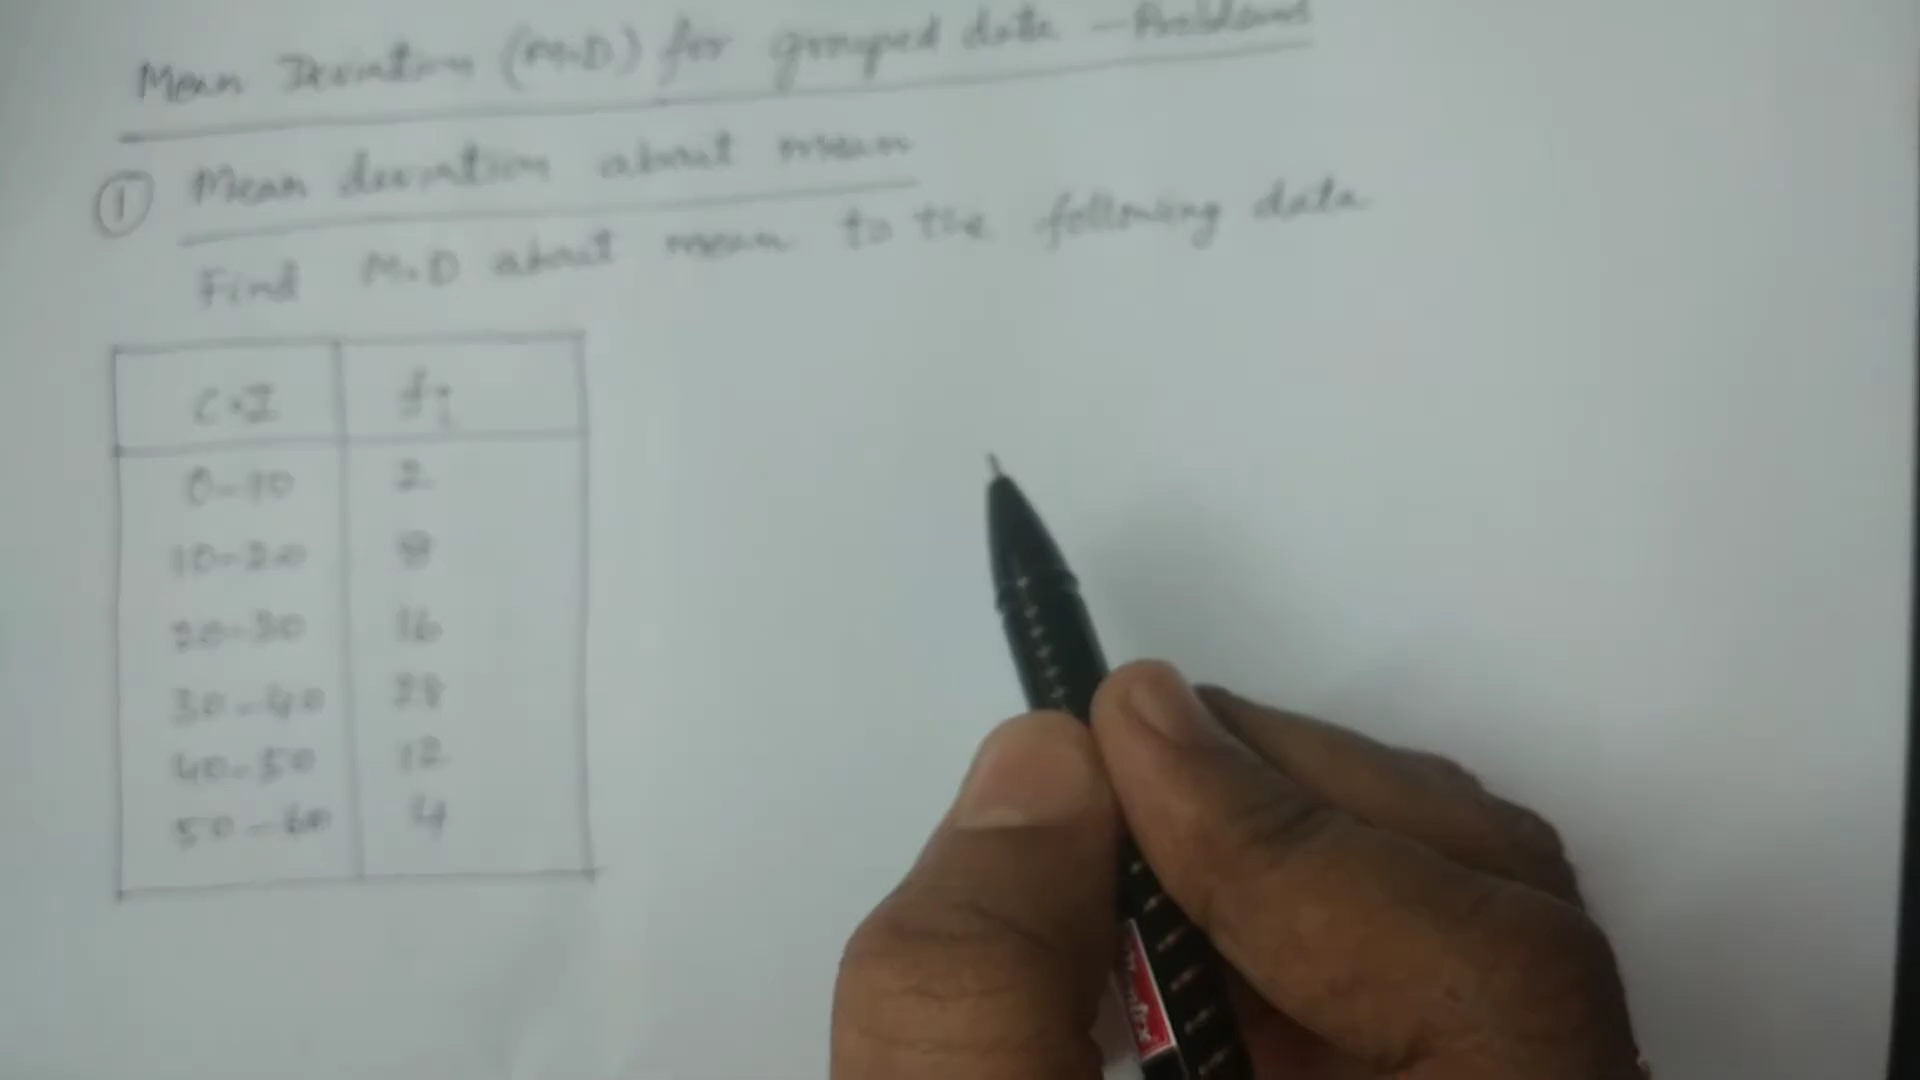 Mean Deviation (M.D) for grouped data - Problems
① Mean deviation about mean
Find M.D about mean to the following data
C.I fi
0-10 2
10-20 8
20-30 16
30-40
40-50 12
50-60 4